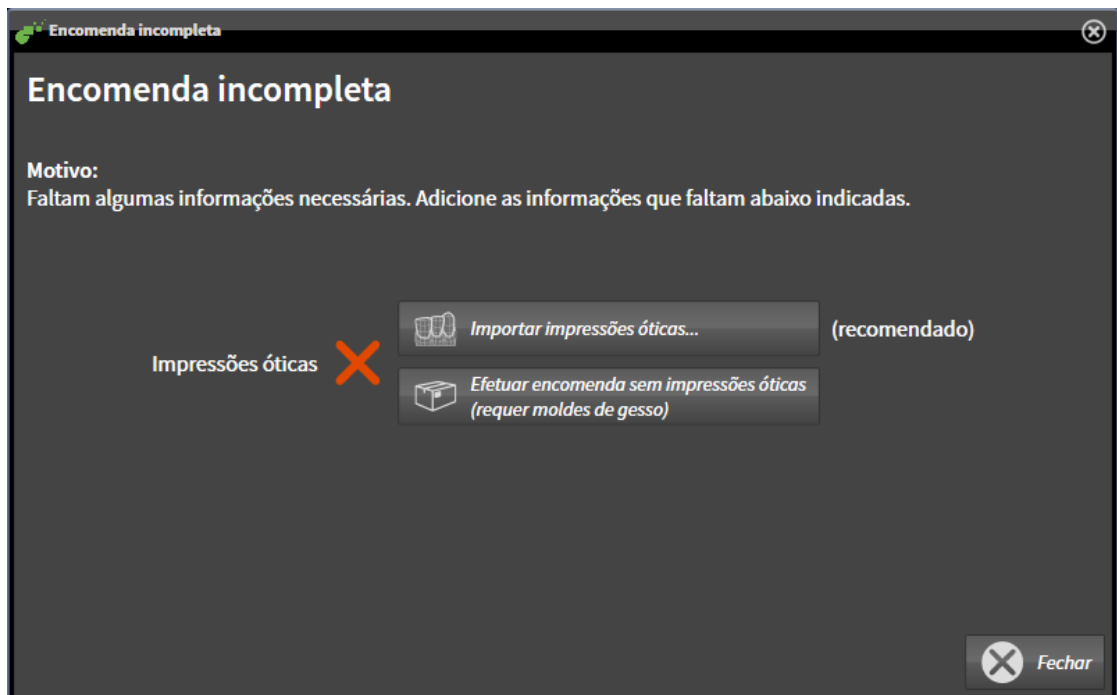 Encomenda incompleta
Encomenda incompleta
Motivo:
Faltam algumas informações necessárias. Adicione as informações que faltam abaixo indicadas.
Impressões óticas
Importar impressões óticas...
(recomendado)
Efetuar encomenda sem impressões óticas
(requer moldes de gesso)
Fechar